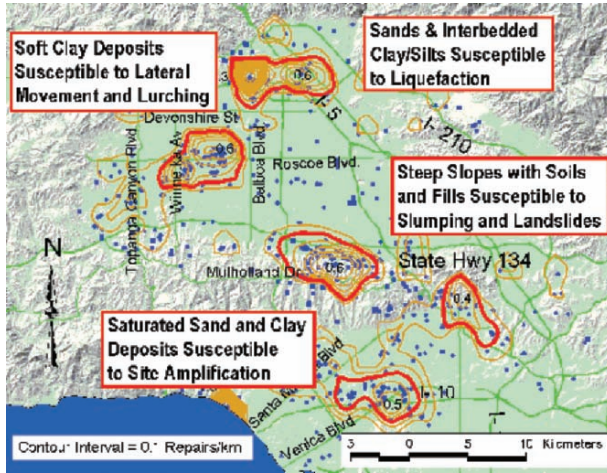 Soft Clay Deposits
Susceptible to Lateral
Movement and Lurching
Sands & Interbedded
Clay/Silts Susceptible
to Liquefaction
3
0.6
I- 5
I- 210
Devonshire St
0.6
Roscoe Blvd.
Balboa Blvd.
Topanga Canyon Blvd
Steep Slopes with Soils
and Fills Susceptible to
Slumping and Landslides
N
Mulholland Dr.
0.6
State Hwy 134
0.4
Saturated Sand and Clay
Deposits Susceptible
to Site Amplification
I- 10
0.5
Venice Blvd
Contour Interval = 0.1 Repairs/km
0
5
10
Kilometers